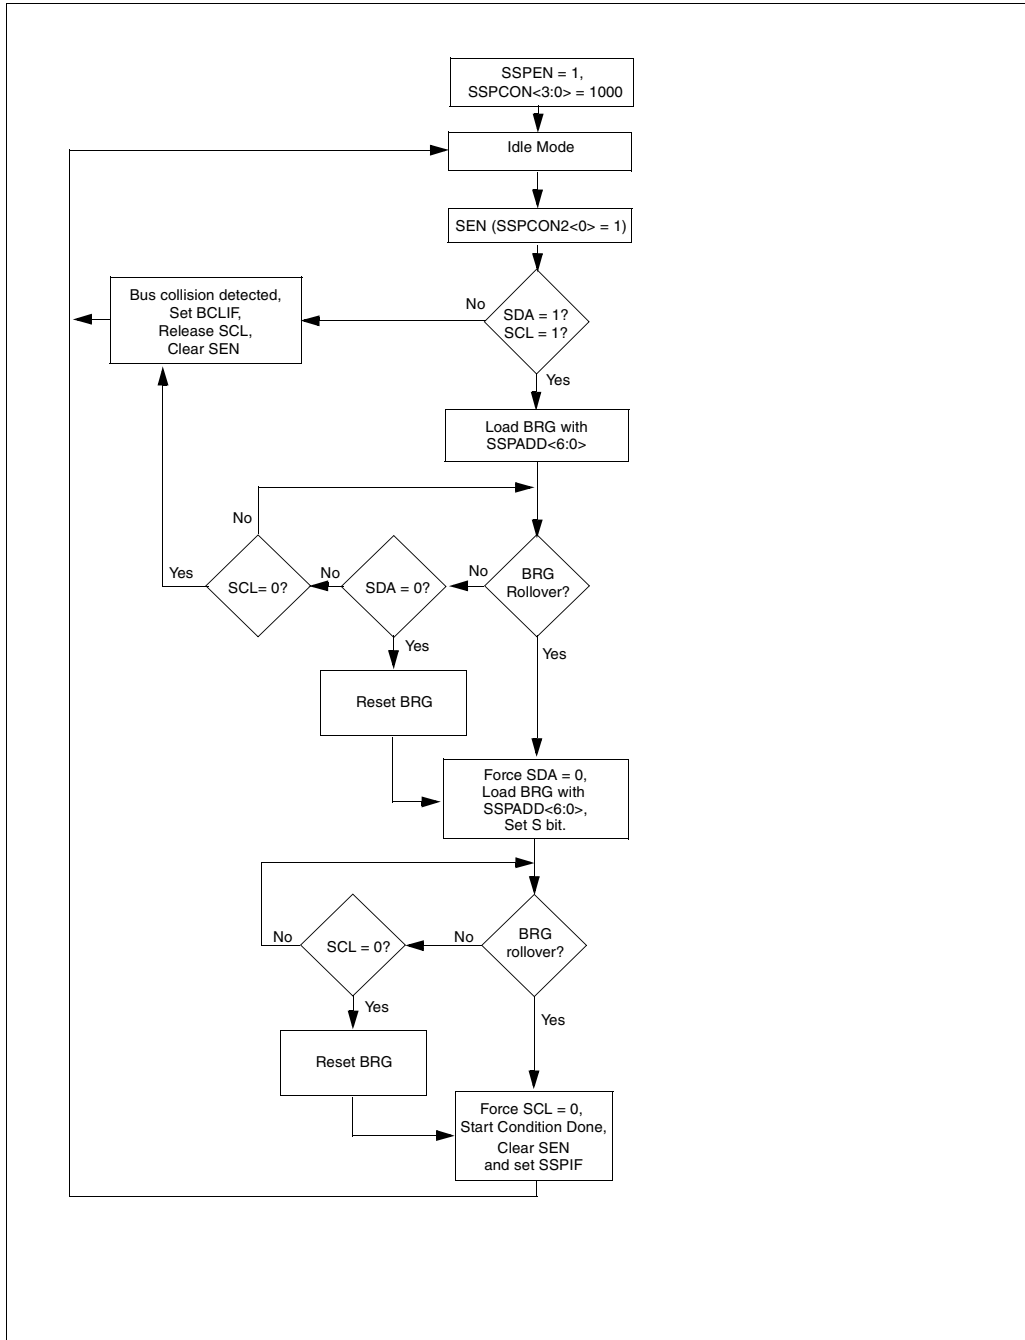 SSPEN = 1,
SSPCON<3:0> = 1000
Idle Mode
SEN (SSPCON2<0> = 1)
Bus collision detected,
Set BCLIF,
Release SCL,
Clear SEN
No
SDA = 1?
SCL = 1?
Yes
Load BRG with
SSPADD<6:0>
No
Yes
SCL= 0?
No
SDA = 0?
No
BRG
Rollover?
Yes
Yes
Reset BRG
Force SDA = 0,
Load BRG with
SSPADD<6:0>,
Set S bit.
No
SCL = 0?
No
BRG
rollover?
Yes
Yes
Reset BRG
Force SCL = 0,
Start Condition Done,
Clear SEN
and set SSPIF